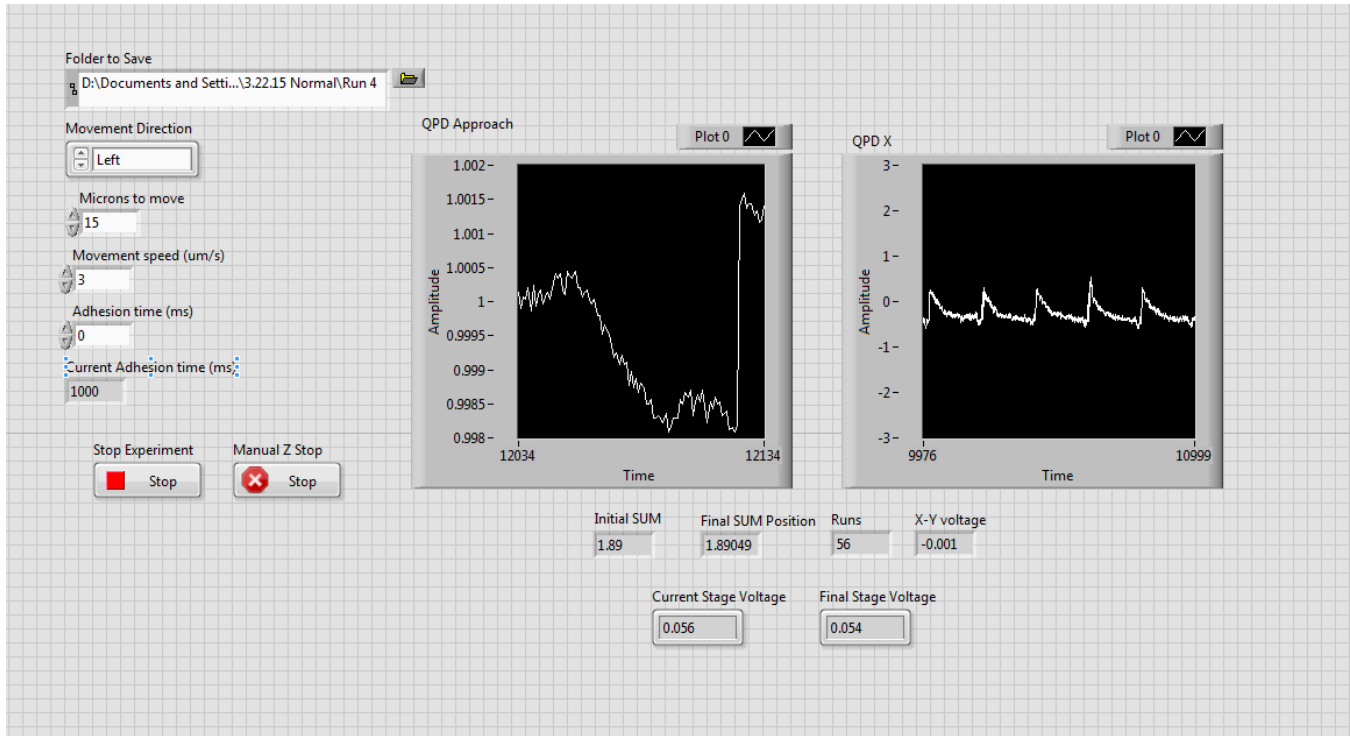 Folder to Save
D:\Documents and Setti...\3.22.15 Normal\Run 4
Movement Direction
Left
Microns to move
15
Movement speed (um/s)
3
Adhesion time (ms)
0
Current Adhesion time (ms)
1000
Stop Experiment
Stop
Manual Z Stop
Stop
QPD Approach
Plot 0
1.002
1.0015
1.001
1.0005
1
0.9995
0.999
0.9985
0.998
Amplitude
12034
12134
Time
QPD X
Plot 0
3
2
1
0
-1
-2
-3
Amplitude
9976
10999
Time
Initial SUM
1.89
Final SUM Position
1.89049
Runs
56
X-Y voltage
-0.001
Current Stage Voltage
0.056
Final Stage Voltage
0.054